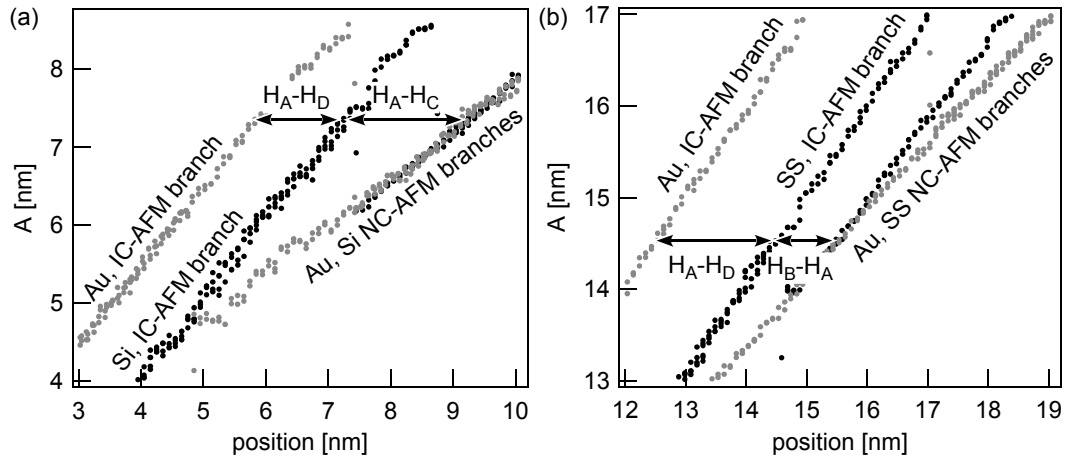 (a)
8
7
6
5
4
A [nm]
3 4 5 6 7 8 9 10
position [nm]
Au, IC-AFM branch
Si, IC-AFM branch
Au, Si NC-AFM branches
H_A-H_D
H_A-H_C
(b)
17
16
15
14
13
A [nm]
12 13 14 15 16 17 18 19
position [nm]
Au, IC-AFM branch
SS, IC-AFM branch
Au, SS NC-AFM branches
H_A-H_D
H_B-H_A